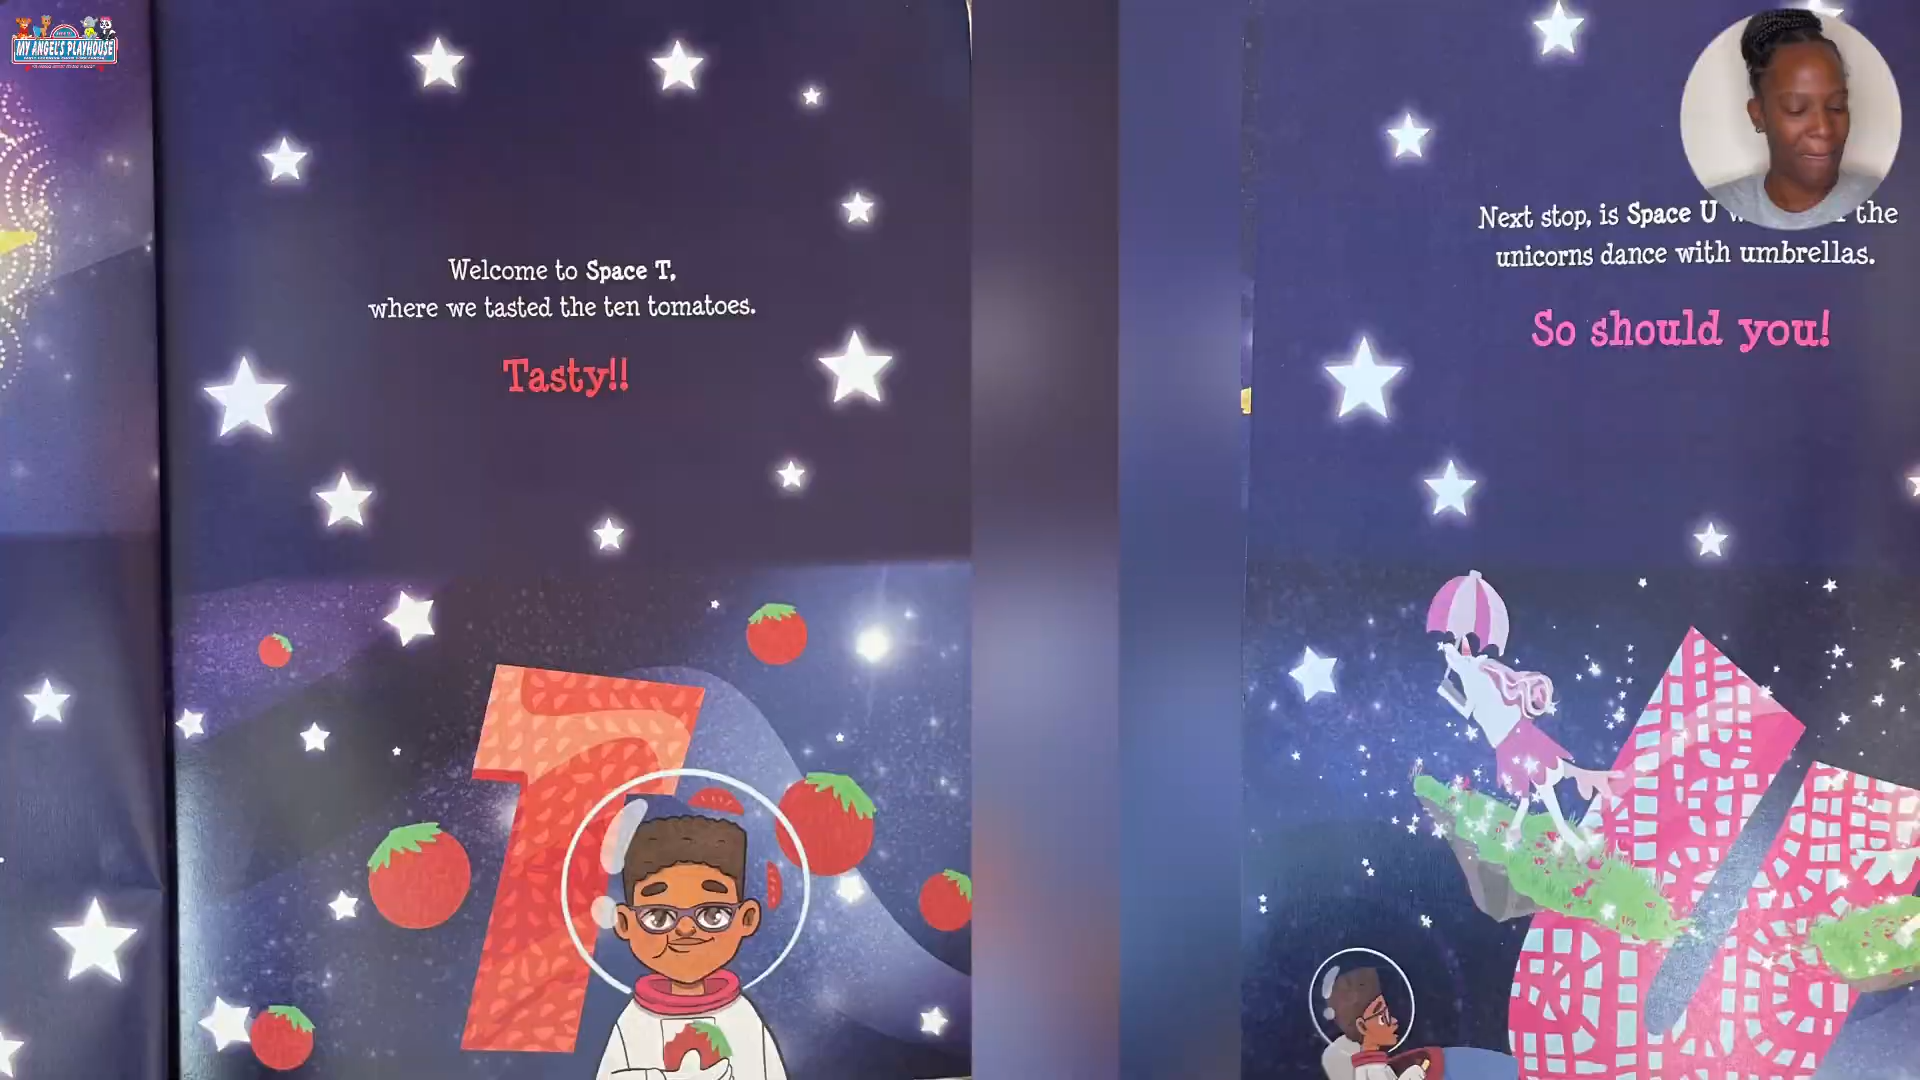 MY ANGEL'S PLAYHOUSE
Welcome to Space T,
where we tasted the ten tomatoes.
Tasty!!
Next stop, is Space U the
unicorns dance with umbrellas.
So should you!